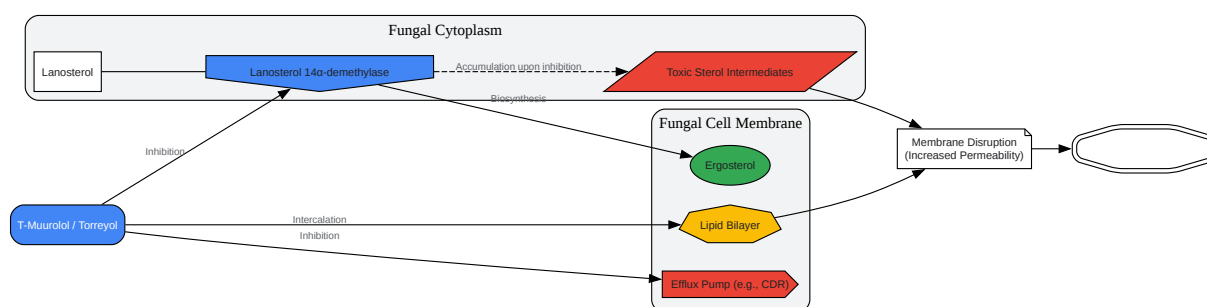 Fungal Cytoplasm
Lanosterol
Lanosterol 14α-demethylase
Accumulation upon inhibition
Toxic Sterol Intermediates
Biosynthesis
Fungal Cell Membrane
Membrane Disruption
(Increased Permeability)
Inhibition
Ergosterol
T-Muurolol / Torreyol
Intercalation
Lipid Bilayer
Inhibition
Efflux Pump (e.g., CDR)